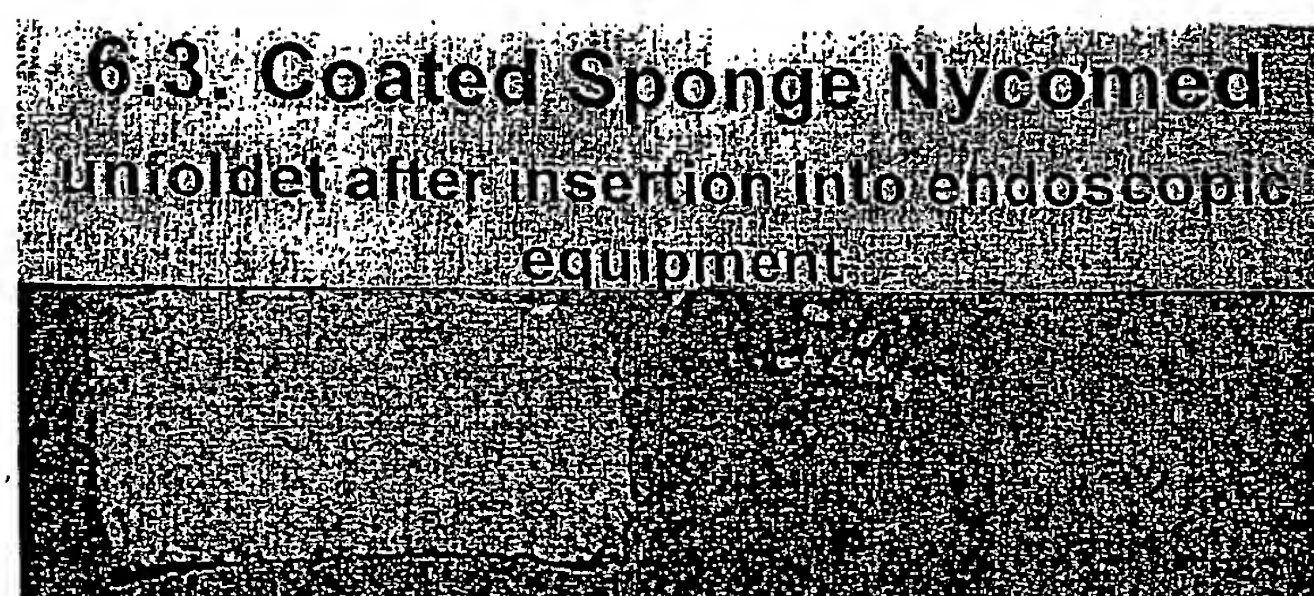 6.3. Coated Sponge Nycomed
unfoldet after insertion into endoscopic
equipment